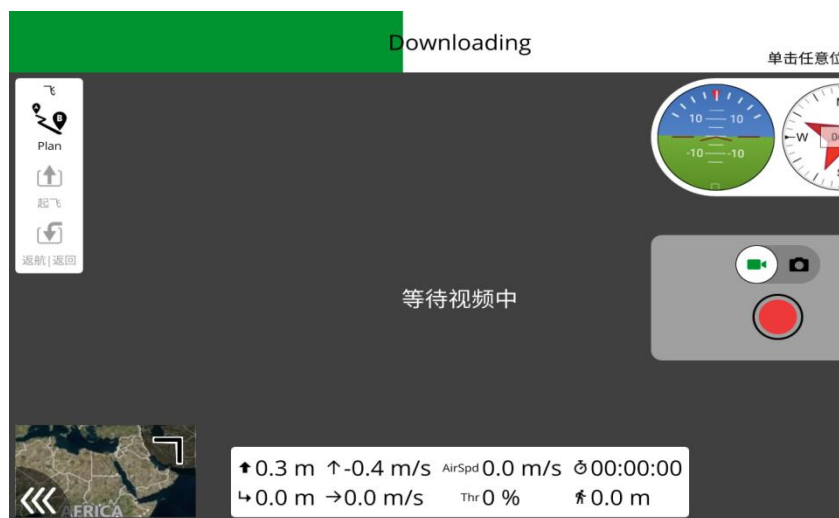 Downloading
单击任意位
飞
Plan
起飞
返航|返回
10 10
-10 -10
W
等待视频中
0.3 m -0.4 m/s AirSpd 0.0 m/s 00:00:00
0.0 m 0.0 m/s Thr 0 % 0.0 m
AFRICA